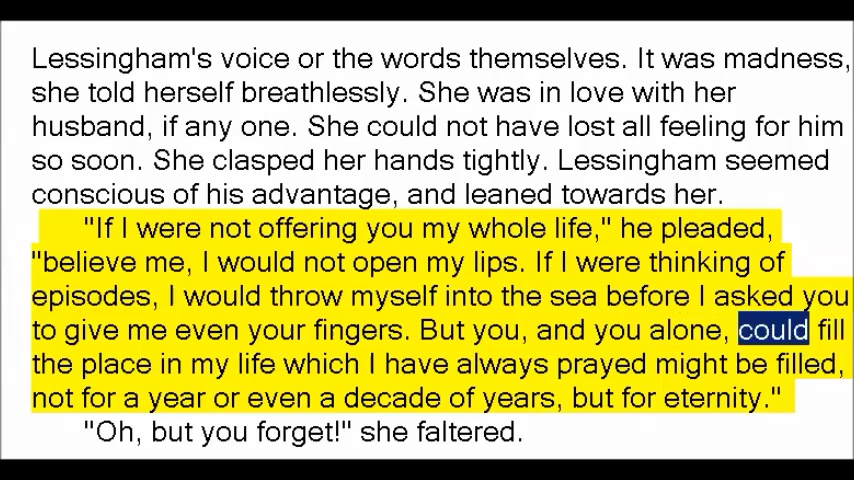 Lessingham's voice or the words themselves. It was madness,
she told herself breathlessly. She was in love with her
husband, if any one. She could not have lost all feeling for him
so soon. She clasped her hands tightly. Lessingham seemed
conscious of his advantage, and leaned towards her.
"If I were not offering you my whole life," he pleaded,
"believe me, I would not open my lips. If I were thinking of
episodes, I would throw myself into the sea before I asked you
to give me even your fingers. But you, and you alone, could fill
the place in my life which I have always prayed might be filled,
not for a year or even a decade of years, but for eternity."
"Oh, but you forget!" she faltered.